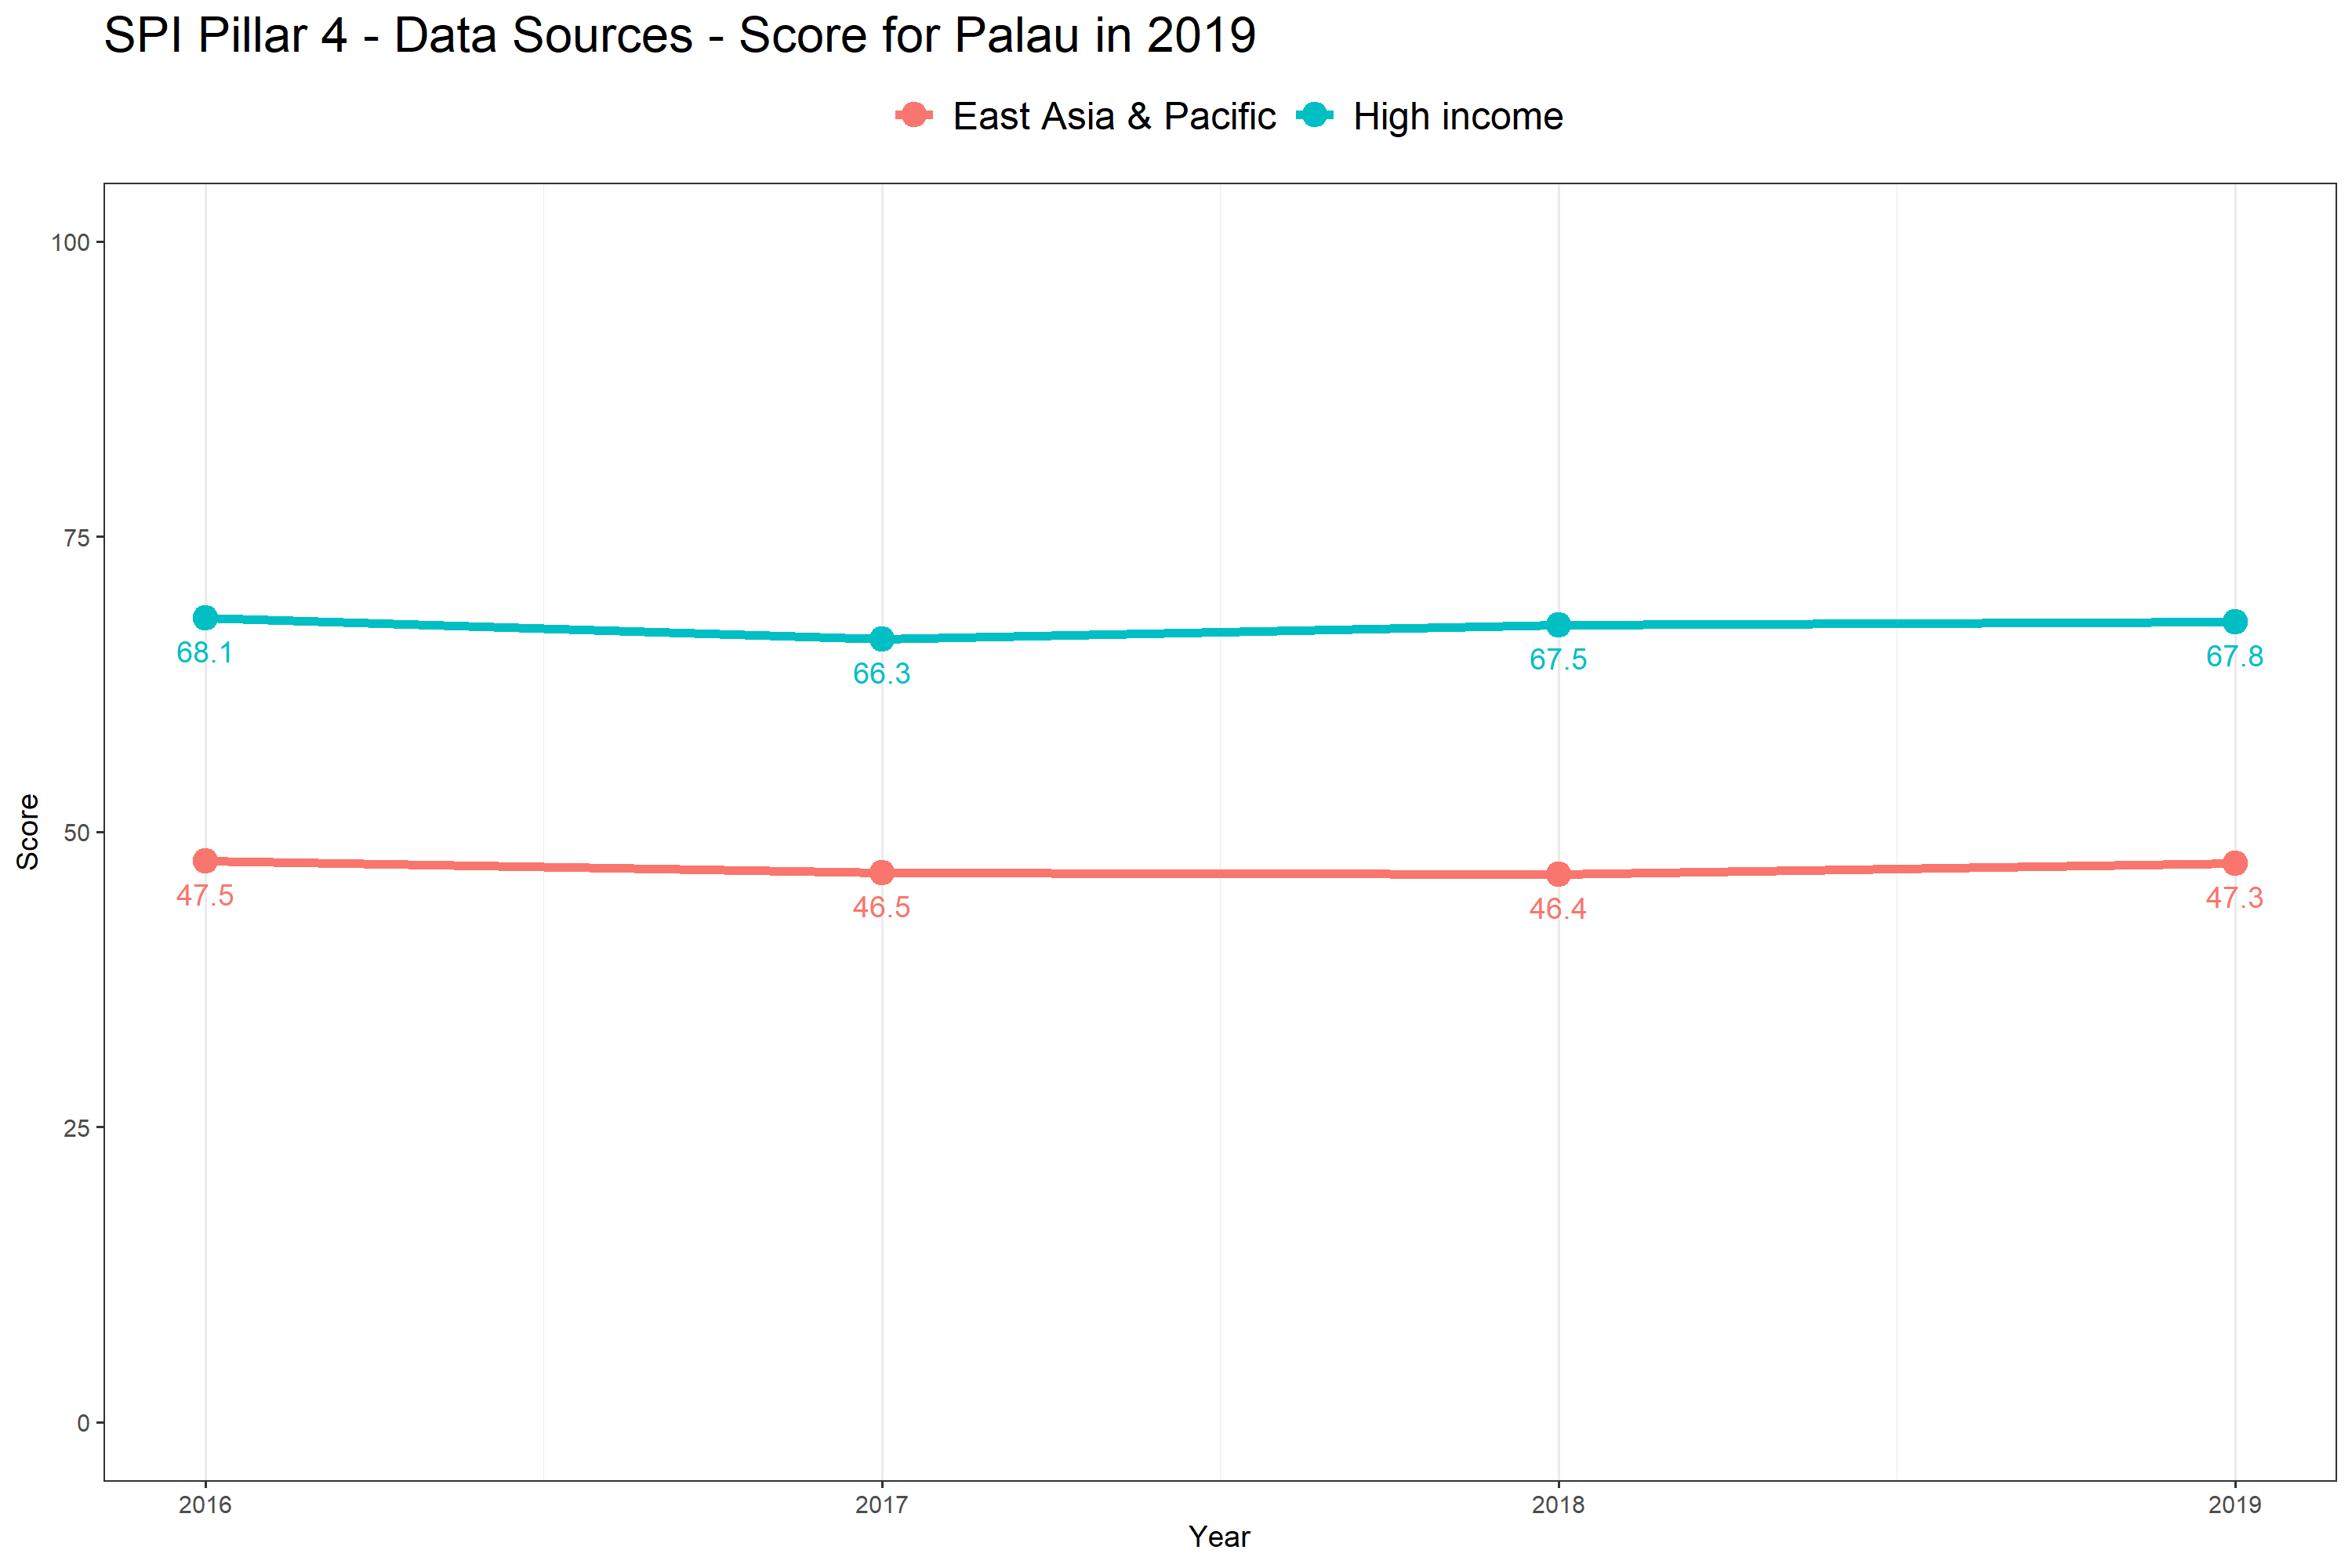 SPI Pillar 4 - Data Sources - Score for Palau in 2019
East Asia & Pacific High income
100
75
50
25
0
Score
68.1 66.3 67.5 67.8
47.5 46.5 46.4 47.3
2016 2017 2018 2019
Year